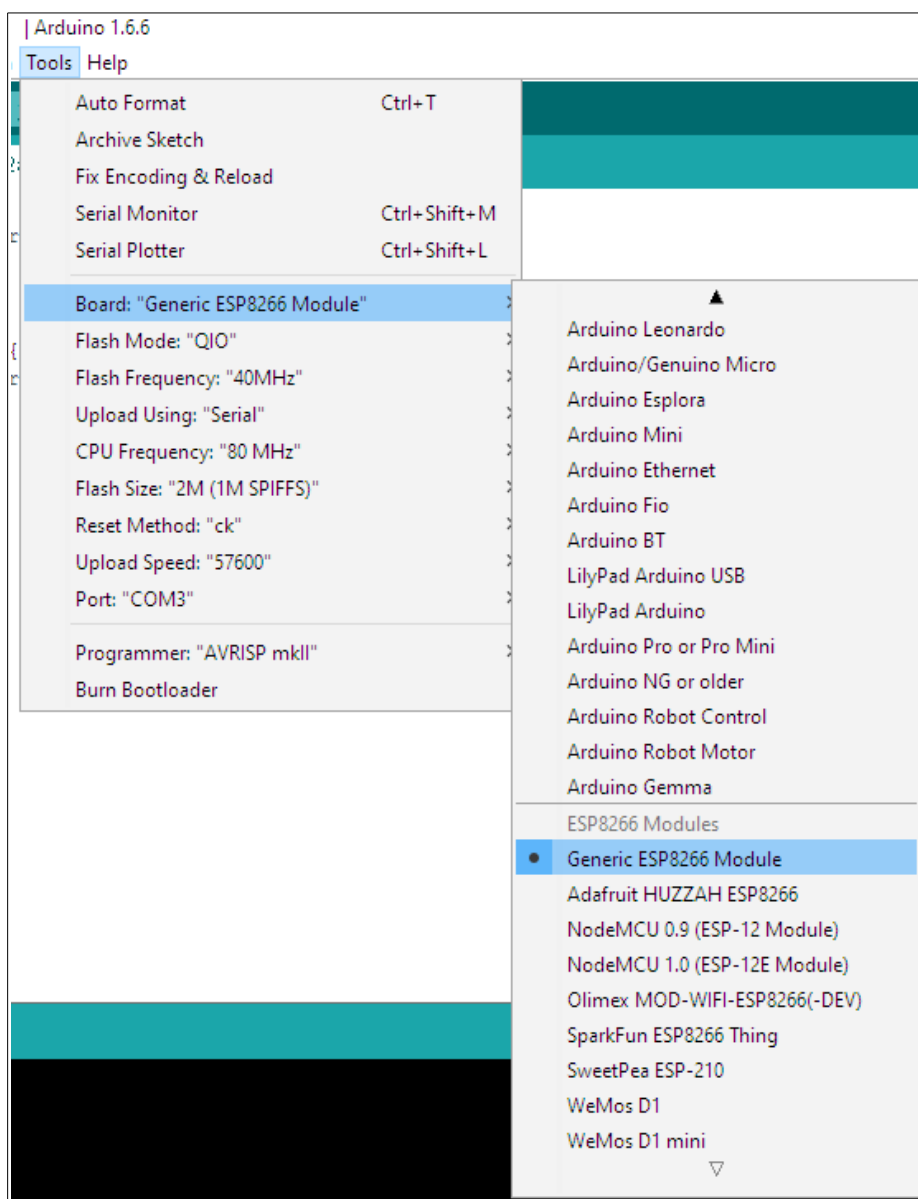 | Arduino 1.6.6
Tools Help
Auto Format Ctrl+T
Archive Sketch
Fix Encoding & Reload
Serial Monitor Ctrl+Shift+M
Serial Plotter Ctrl+Shift+L
Board: "Generic ESP8266 Module"
Flash Mode: "QIO"
Flash Frequency: "40MHz"
Upload Using: "Serial"
CPU Frequency: "80 MHz"
Flash Size: "2M (1M SPIFFS)"
Reset Method: "ck"
Upload Speed: "57600"
Port: "COM3"
Programmer: "AVRISP mkII"
Burn Bootloader
Arduino Leonardo
Arduino/Genuino Micro
Arduino Esplora
Arduino Mini
Arduino Ethernet
Arduino Fio
Arduino BT
LilyPad Arduino USB
LilyPad Arduino
Arduino Pro or Pro Mini
Arduino NG or older
Arduino Robot Control
Arduino Robot Motor
Arduino Gemma
ESP8266 Modules
Generic ESP8266 Module
Adafruit HUZZAH ESP8266
NodeMCU 0.9 (ESP-12 Module)
NodeMCU 1.0 (ESP-12E Module)
Olimex MOD-WIFI-ESP8266(-DEV)
SparkFun ESP8266 Thing
SweetPea ESP-210
WeMos D1
WeMos D1 mini